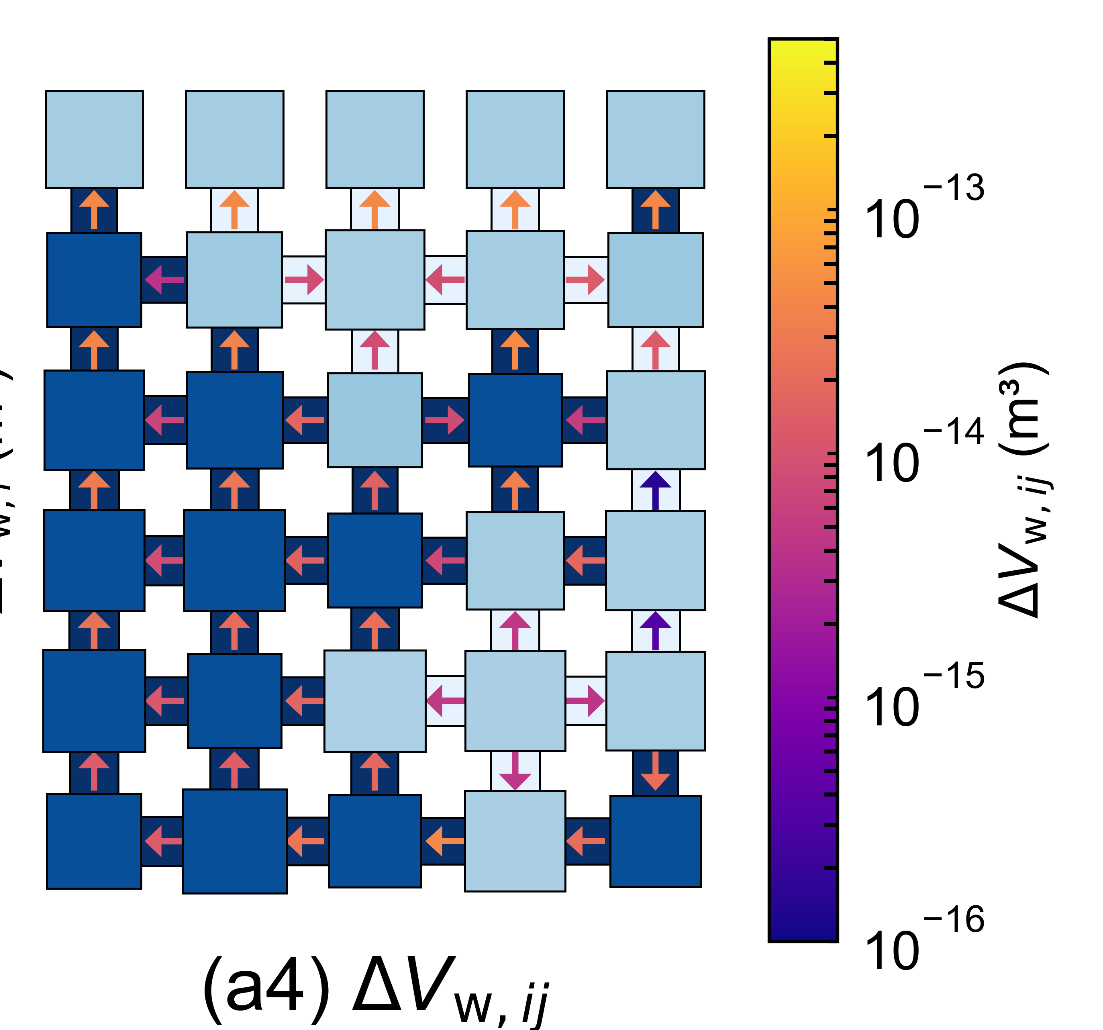 10⁻¹³
10⁻¹⁴
10⁻¹⁵
10⁻¹⁶
ΔV_w, ij (m³)
(a4) ΔV_w, ij